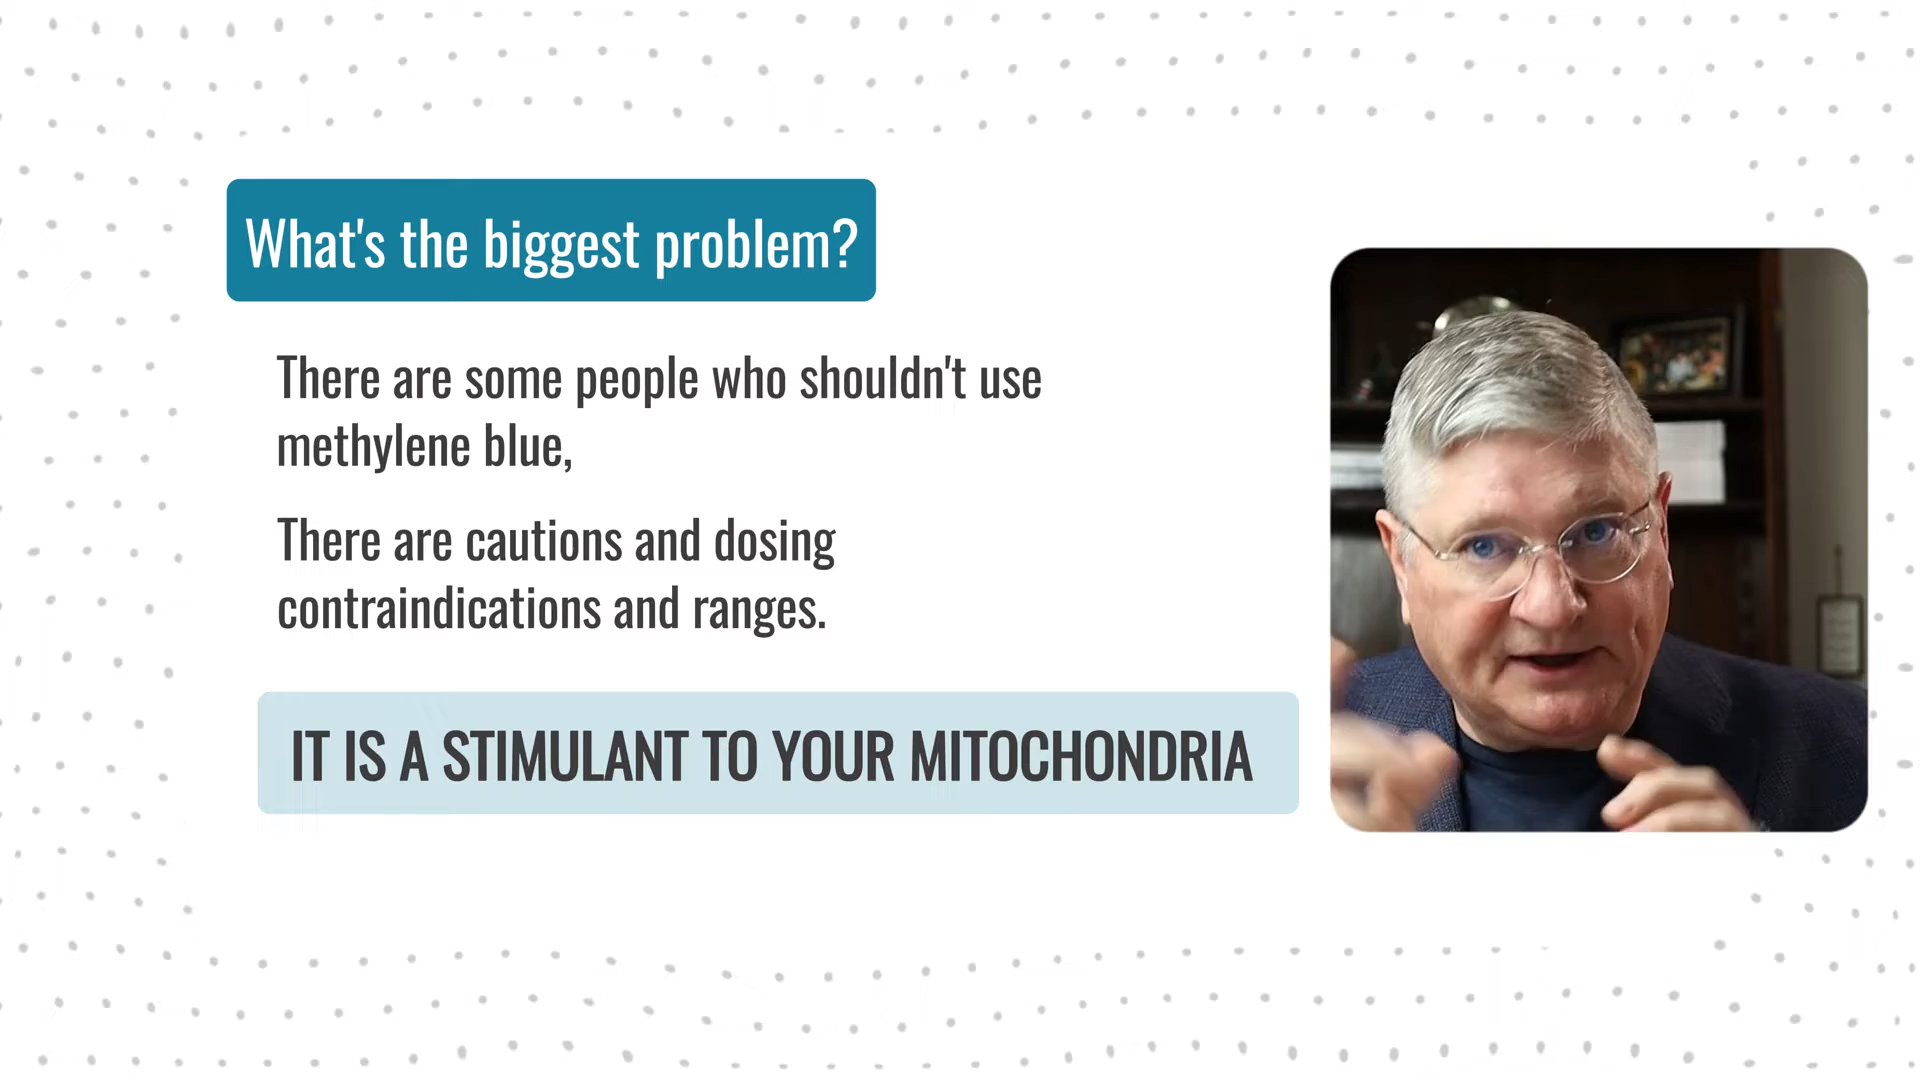 What's the biggest problem?
There are some people who shouldn't use
methylene blue,
There are cautions and dosing
contraindications and ranges.
IT IS A STIMULANT TO YOUR MITOCHONDRIA